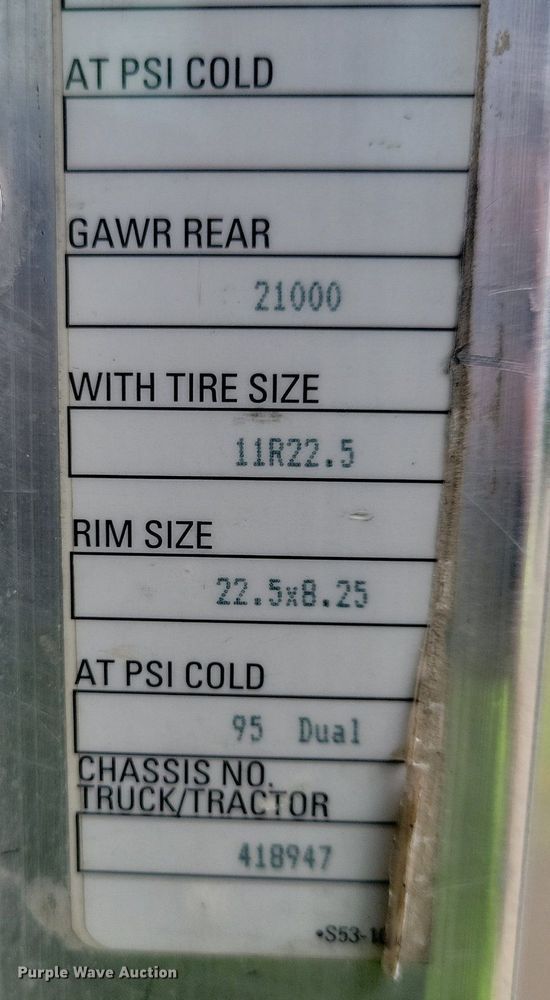 AT PSI COLD
GAWR REAR
21000
WITH TIRE SIZE
11R22.5
RIM SIZE
22.5x8.25
AT PSI COLD
95 Dual
CHASSIS NO.
TRUCK/TRACTOR
418947
•S53-
Purple Wave Auction